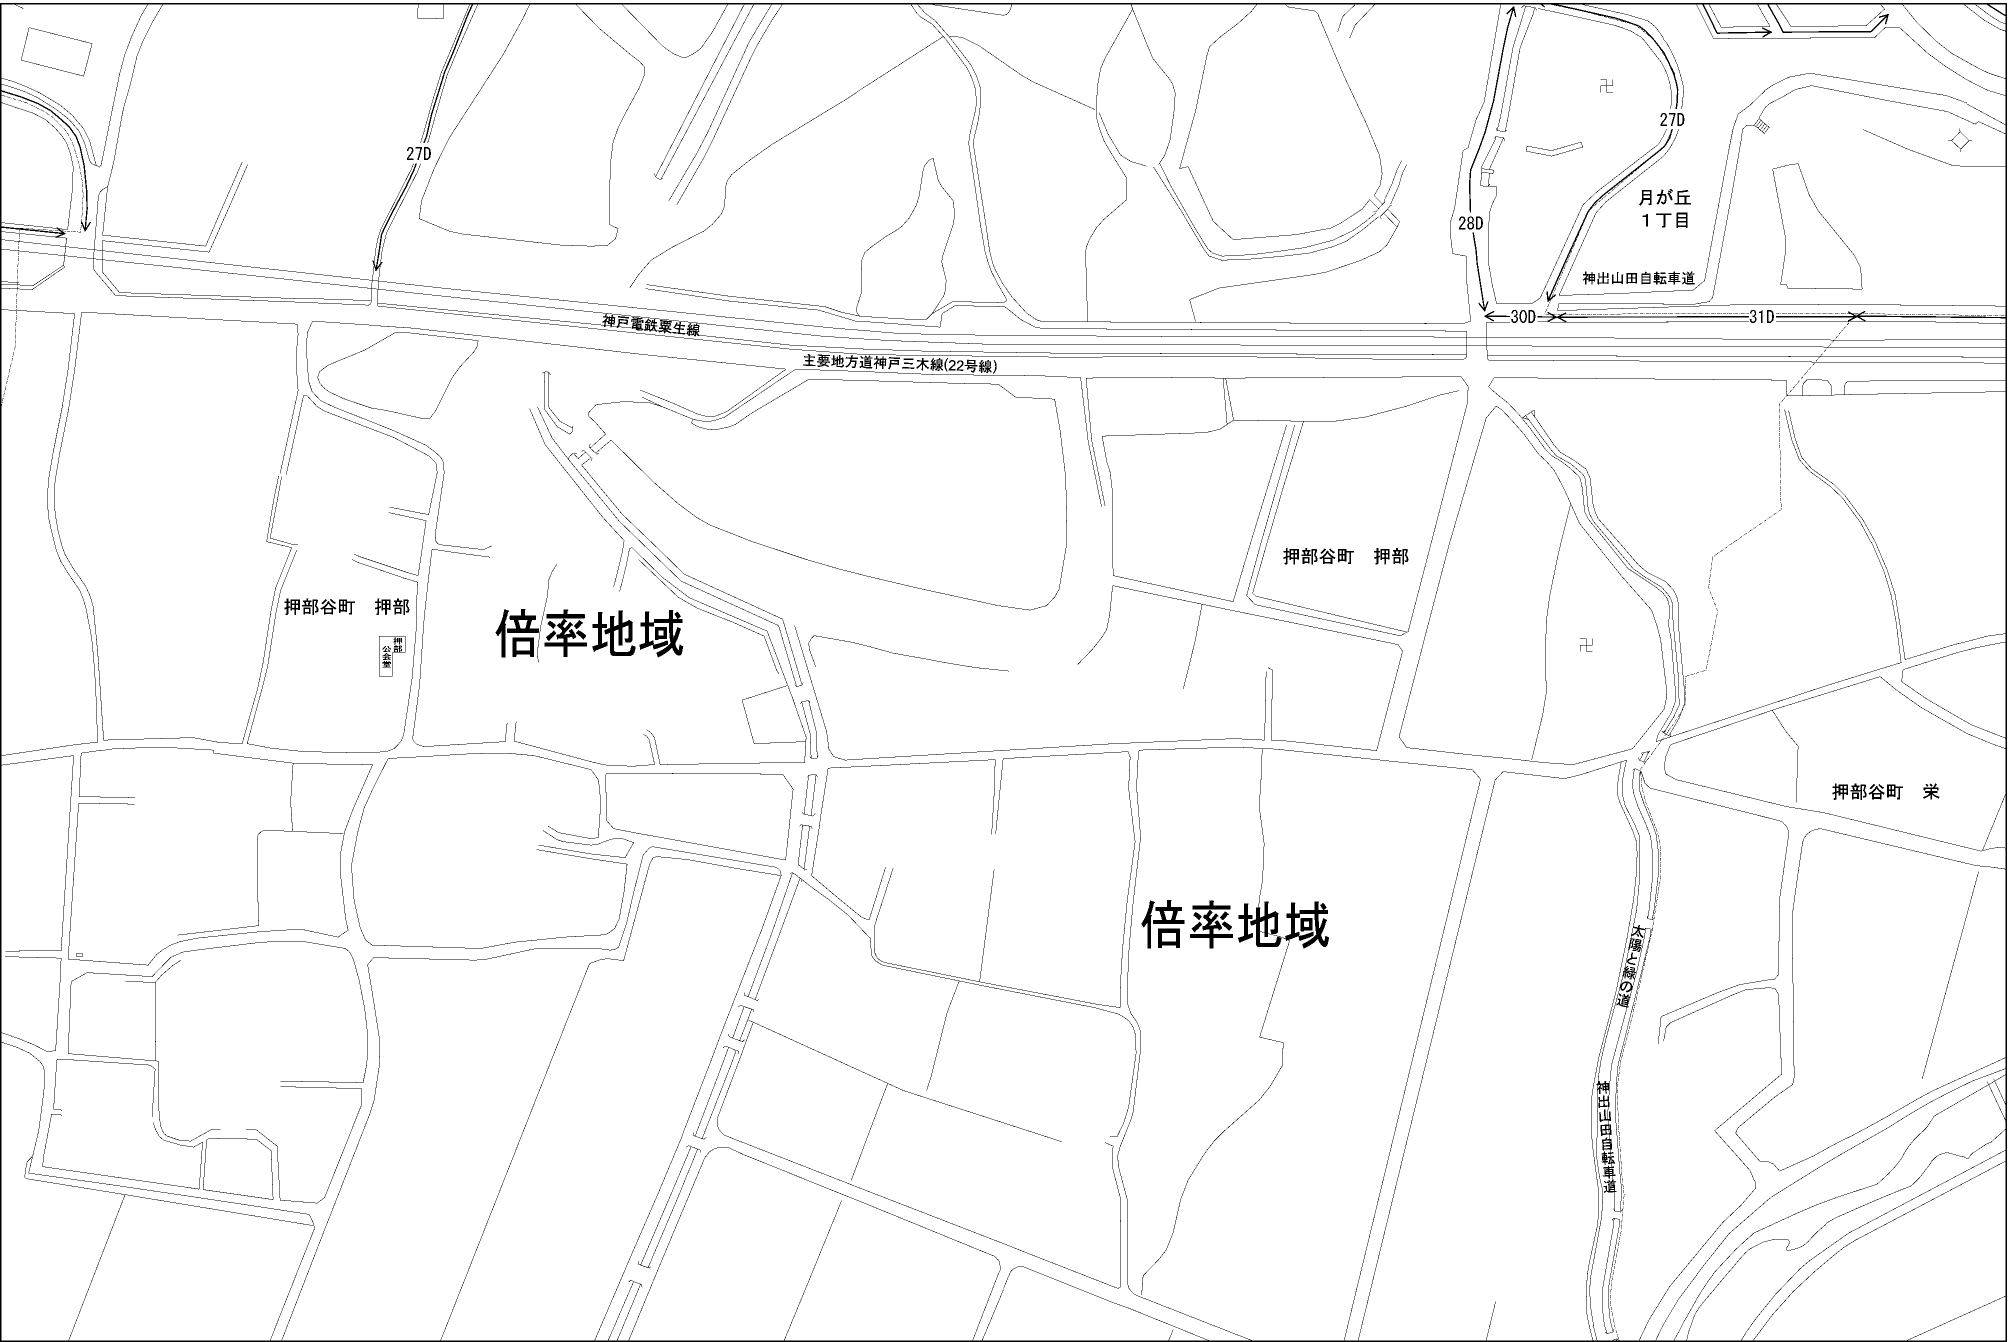 27D
27D
28D
月が丘
1丁目
神出山田自転車道
30D
31D
神戸電鉄粟生線
主要地方道神戸三木線(22号線)
押部谷町　押部
押部谷町　押部
倍率地域
押部
公会堂
押部谷町　栄
倍率地域
太陽と緑の道
神出山田自転車道